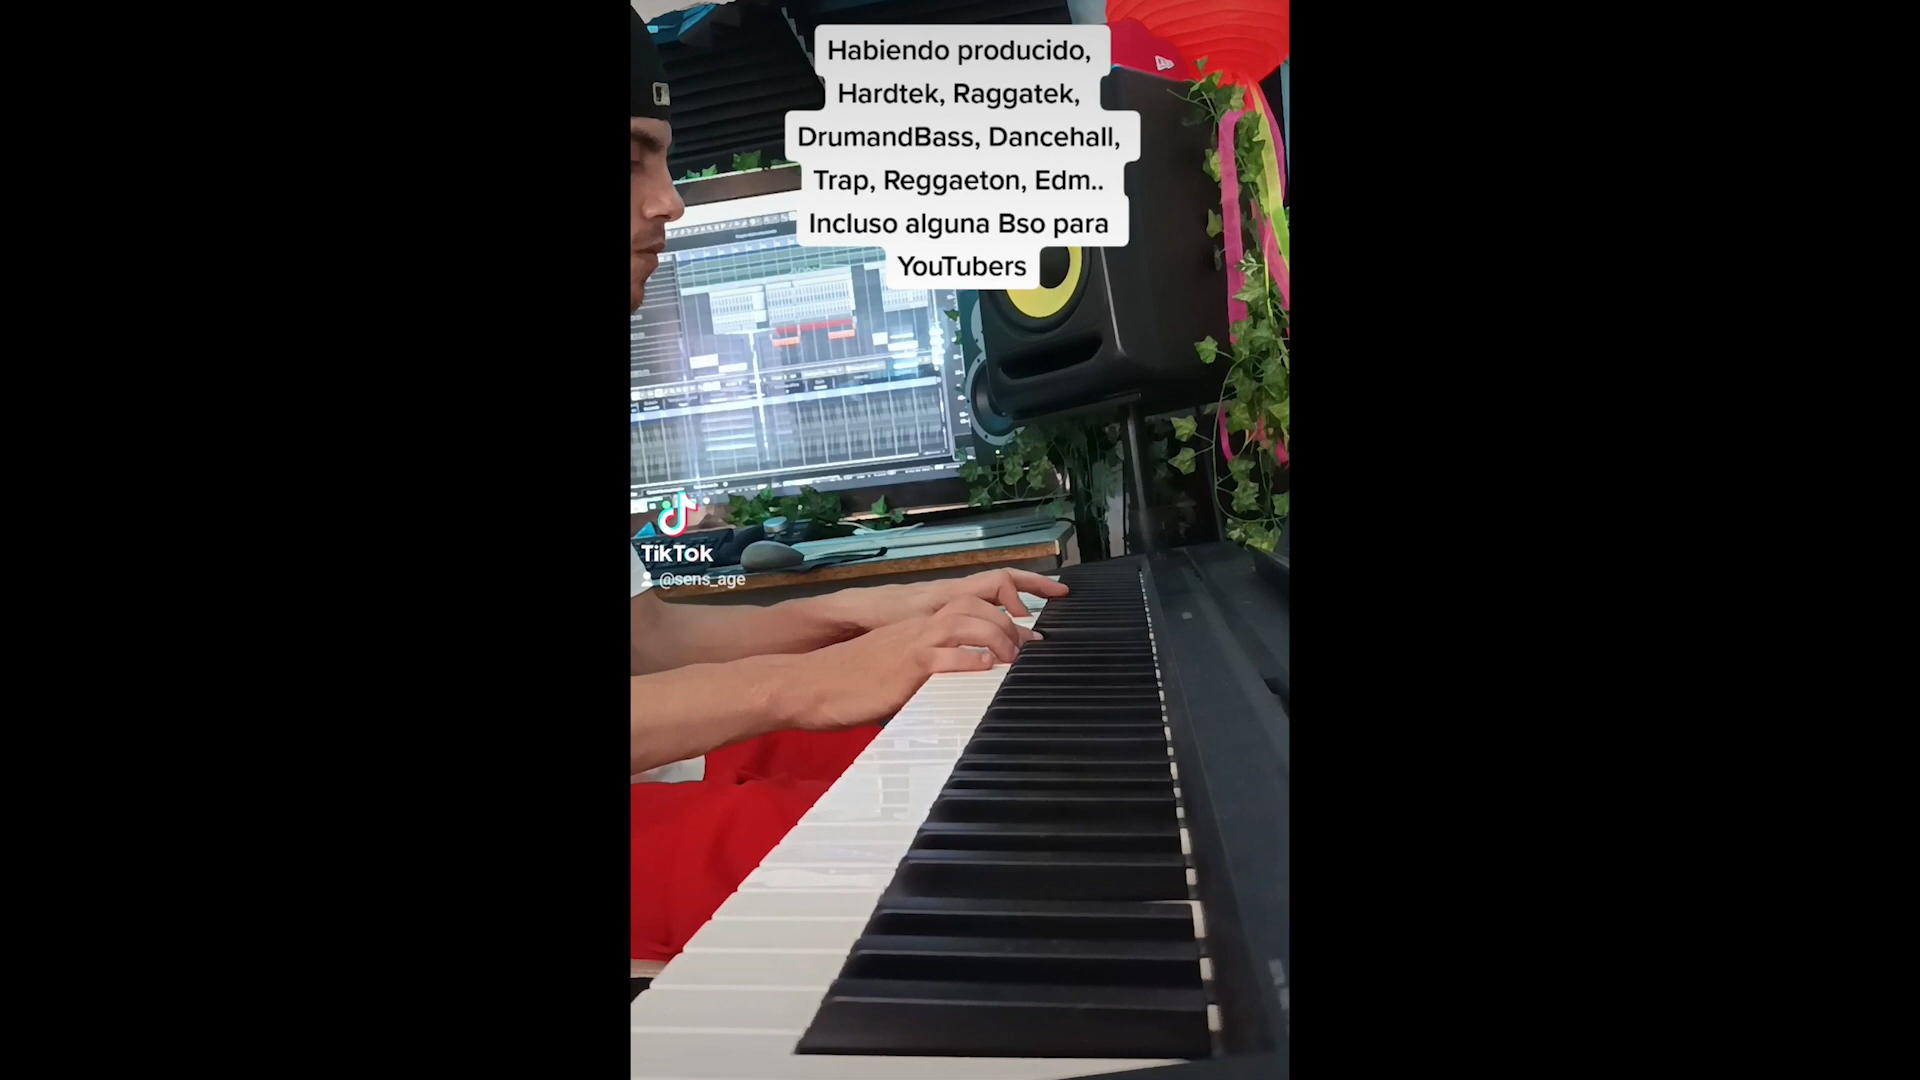 Habiendo producido,
Hardtek, Raggatek,
DrumandBass, Dancehall,
Trap, Reggaeton, Edm..
Incluso alguna Bso para
YouTubers
TikTok
@sens_age